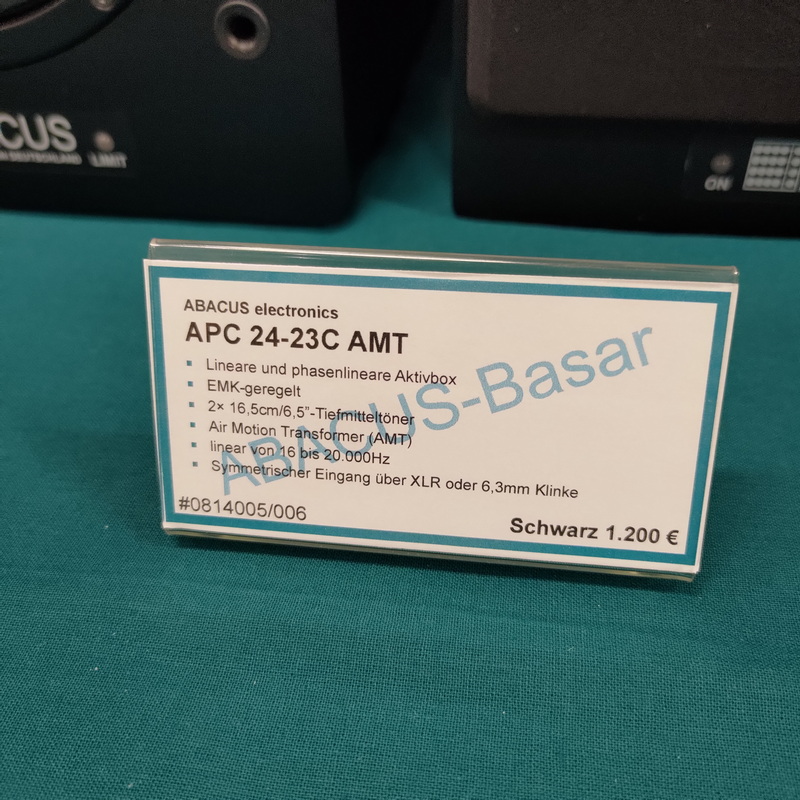 CUS
DEUTSCHLAND LIMIT
ON
ABACUS electronics
APC 24-23C AMT
▪ Lineare und phasenlineare Aktivbox
▪ EMK-geregelt
▪ 2× 16,5cm/6,5"-Tiefmitteltöner
▪ Air Motion Transformer (AMT)
▪ linear von 16 bis 20.000Hz
▪ Symmetrischer Eingang über XLR oder 6,3mm Klinke
ABACUS-Basar
#0814005/006
Schwarz 1.200 €